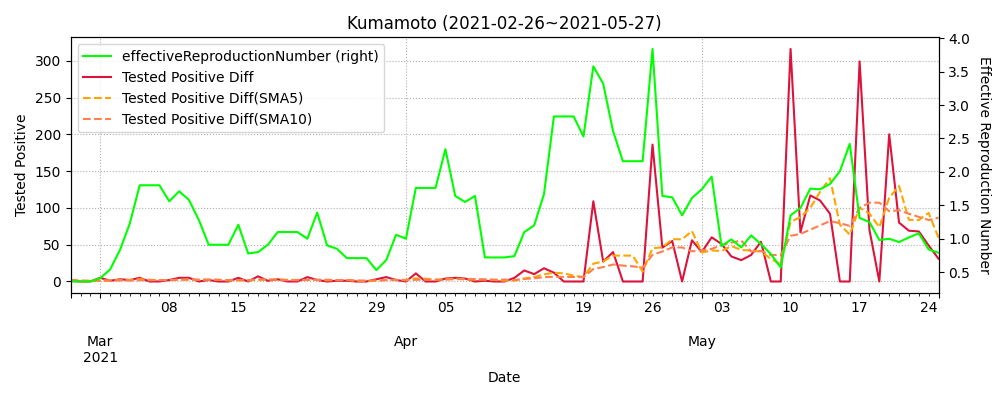 Kumamoto (2021-02-26~2021-05-27)
effectiveReproductionNumber (right)
Tested Positive Diff
Tested Positive Diff(SMA5)
Tested Positive Diff(SMA10)
Tested Positive
300
250
200
150
100
50
0
4.0
3.5
3.0
2.5
2.0
1.5
1.0
0.5
Effective Reproduction Number
08 15 22 29 05 12 19 26 03 10 17 24
Mar Apr May
2021
Date